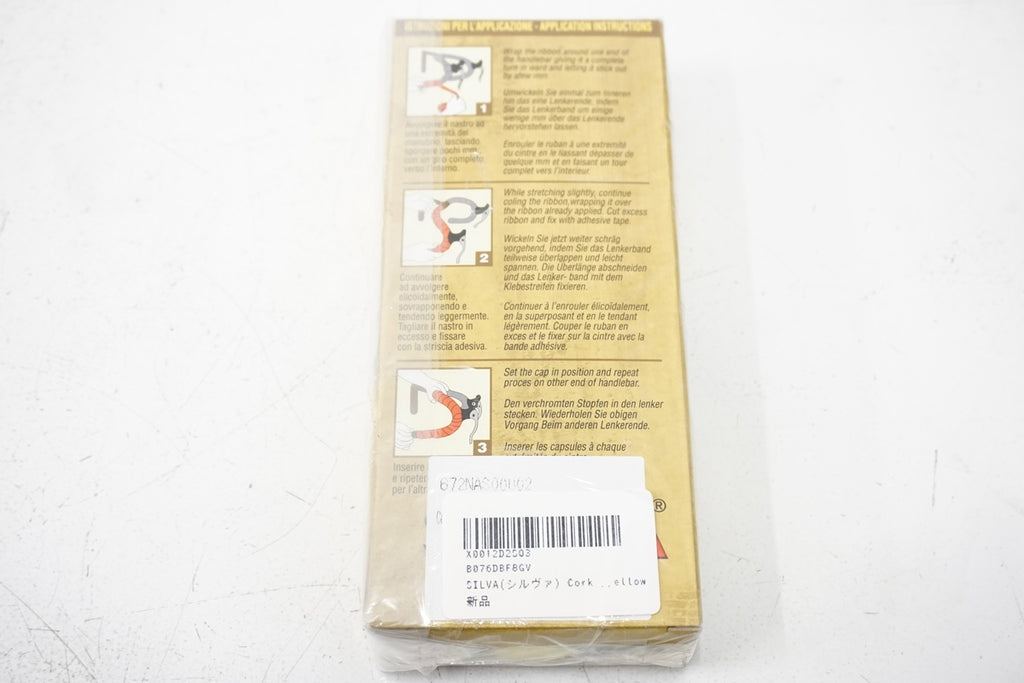 PER L'APPLICAZIONE - APPLICATION INSTRUCTIONS
1
Avvolgere il nastro ad
una estremità del
manubrio, lasciando
sporgere pochi mm.
con un giro completo
verso l'interno.
Wrap the ribbon around one end of
the handlebar giving it a complete
turn in ward and letting it stick out
by afew mm.
Umwickeln Sie einmal zum Inneren
hin das eine Lenkerende, indem
Sie das Lenkerband um einige
wenige mm über das Lenkerende
hervorstehen lassen.
Enrouler le ruban à une extremité
du cintre en le liassant dépasser de
quelque mm et en faisant un tour
complet vers l'interieur.
2
Continuare
ad avvolgere
elicoidalmente,
sovrapponendo e
tendendo leggermente.
Tagliare il nastro in
eccesso e fissare
con la striscia adesiva.
While stretching slightly, continue
coling the ribbon,wrapping it over
the ribbon already applied. Cut excess
ribbon and fix with adhesive tape.
Wickeln Sie jetzt weiter schräg
vorgehend, indem Sie das Lenkerband
teilweise überlappen und leicht
spannen. Die Überlänge abschneiden
und das Lenker- band mit dem
Klebestreifen fixieren.
Continuer à l'enrouler élicoïdalement,
en la superposant et en le tendant
légèrement. Couper le ruban en
exces et le fixer sur la cintre avec la
bande adhésive.
3
Inserire
e ripeter
per l'altr
Set the cap in position and repeat
proces on other end of handlebar.
Den verchromten Stopfen in den lenker
stecken. Wiederholen Sie obigen
Vorgang Beim anderen Lenkerende.
Inserer les capsules à chaque
®
X0012D2S03
B076DBF8GV
SILVA(シルヴァ) Cork ...ellow
新品